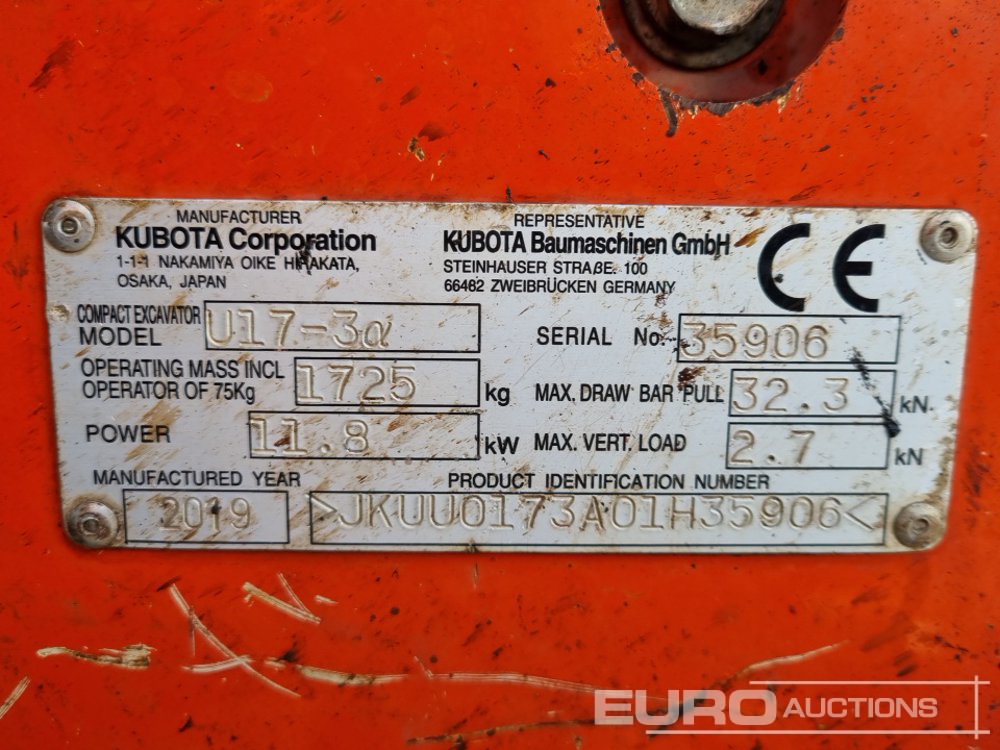 MANUFACTURER
KUBOTA Corporation
1-1-1 NAKAMIYA OIKE HIRAKATA,
OSAKA, JAPAN
REPRESENTATIVE
KUBOTA Baumaschinen GmbH
STEINHAUSER STRAßE. 100
66482 ZWEIBRÜCKEN GERMANY
CE
COMPACT EXCAVATOR
MODEL U17-3α
SERIAL No. 35906
OPERATING MASS INCL
OPERATOR OF 75Kg 1725 kg
MAX. DRAW BAR PULL 32.3 kN
POWER 11.8 kW
MAX. VERT. LOAD 2.7 kN
MANUFACTURED YEAR
2019
PRODUCT IDENTIFICATION NUMBER
>JKUU0173A01H35906<
EURO AUCTIONS